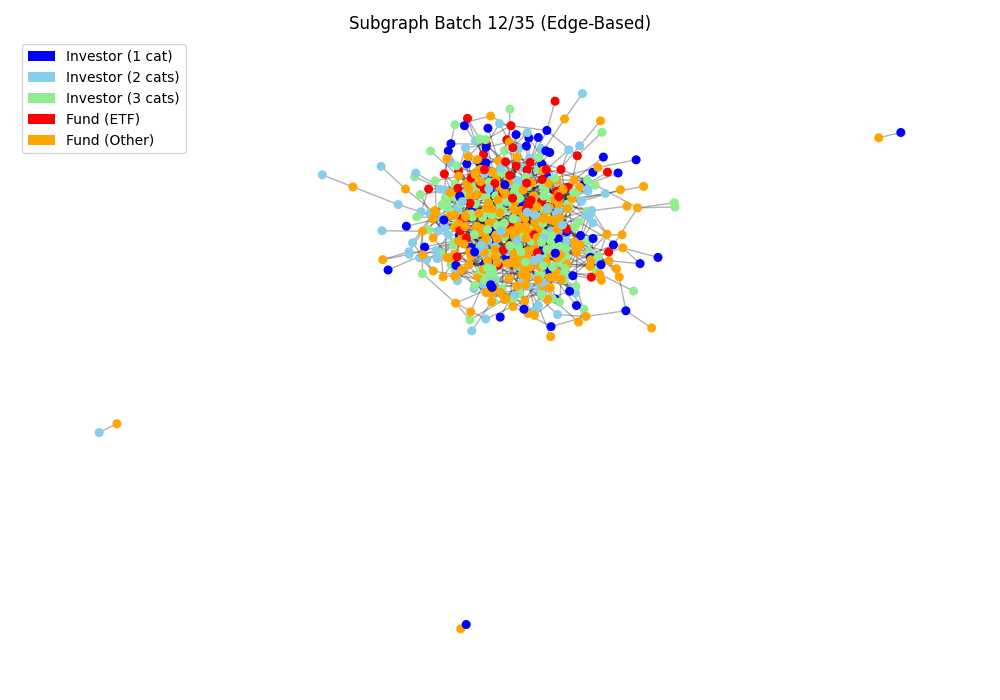 Subgraph Batch 12/35 (Edge-Based)
Investor (1 cat)
Investor (2 cats)
Investor (3 cats)
Fund (ETF)
Fund (Other)